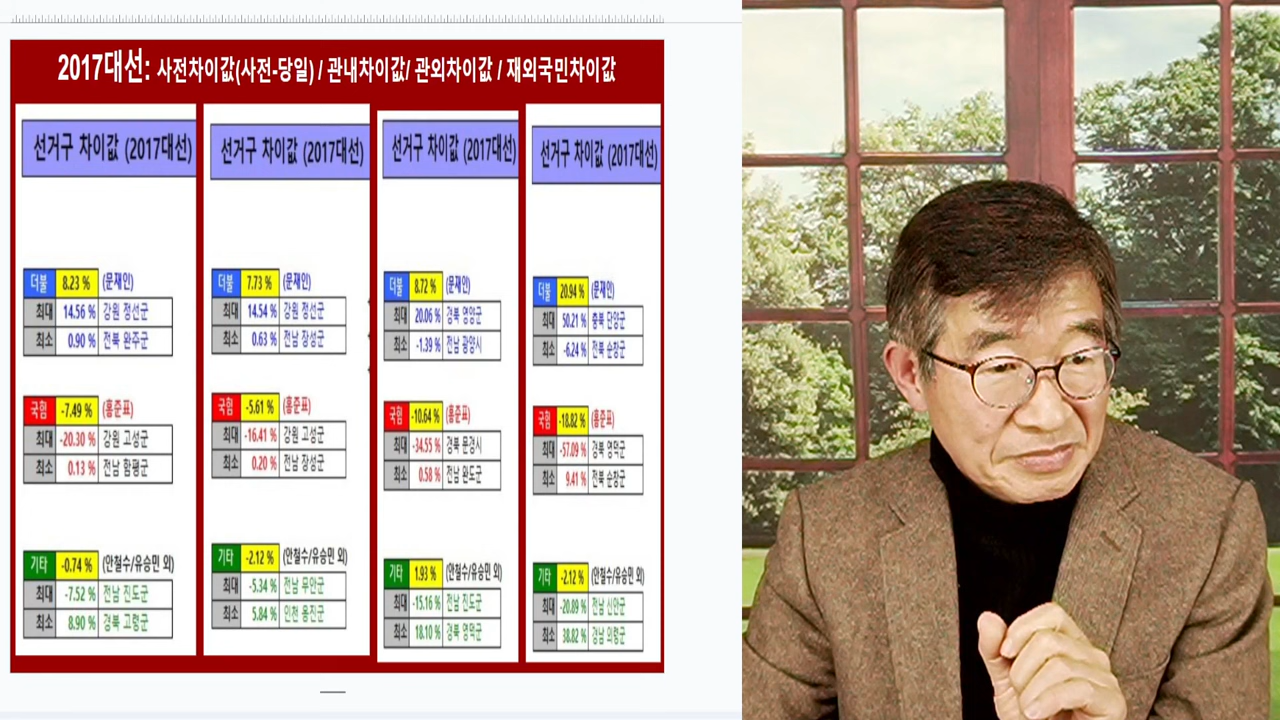 2017대선: 사전차이값(사전-당일) / 관내차이값/ 관외차이값 / 재외국민차이값
선거구 차이값 (2017대선)
더불 8.23 % (문재인)
최대 14.56 % 강원 정선군
최소 0.90 % 전북 완주군
국힘 -7.49 % (홍준표)
최대 -20.30 % 강원 고성군
최소 0.13 % 전남 함평군
기타 -0.74 % (안철수/유승민 외)
최대 -7.52 % 전남 진도군
최소 8.90 % 경북 고령군
선거구 차이값 (2017대선)
더불 7.73 % (문재인)
최대 14.54 % 강원 정선군
최소 0.63 % 전남 장성군
국힘 -5.61 % (홍준표)
최대 -16.41 % 강원 고성군
최소 0.20 % 전남 장성군
기타 -2.12 % (안철수/유승민 외)
최대 -5.34 % 전남 무안군
최소 5.84 % 인천 옹진군
선거구 차이값 (2017대선)
더불 8.72 % (문재인)
최대 20.06 % 경북 영양군
최소 -1.39 % 전남 광양시
국힘 -10.64 % (홍준표)
최대 -34.55 % 경북 문경시
최소 0.58 % 전남 완도군
기타 1.93 % (안철수/유승민 외)
최대 -15.16 % 전남 진도군
최소 18.10 % 경북 영덕군
선거구 차이값 (2017대선)
더불 20.94 % (문재인)
최대 50.21 % 충북 단양군
최소 -6.24 % 전북 순창군
국힘 -18.82 % (홍준표)
최대 -57.09 % 경북 영덕군
최소 9.41 % 전북 순창군
기타 -2.12 % (안철수/유승민 외)
최대 -20.89 % 전남 신안군
최소 38.82 % 경남 의령군